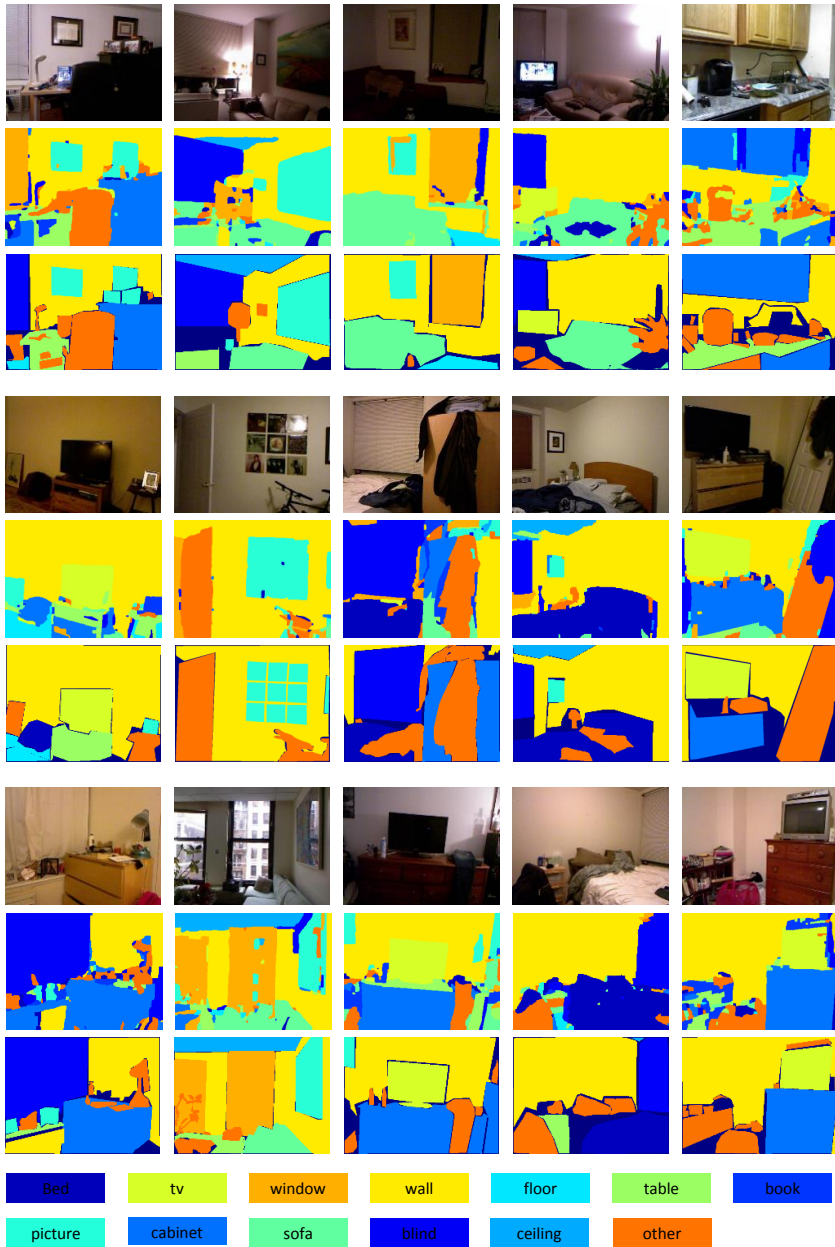 Bed tv window wall floor table book
picture cabinet sofa blind ceiling other